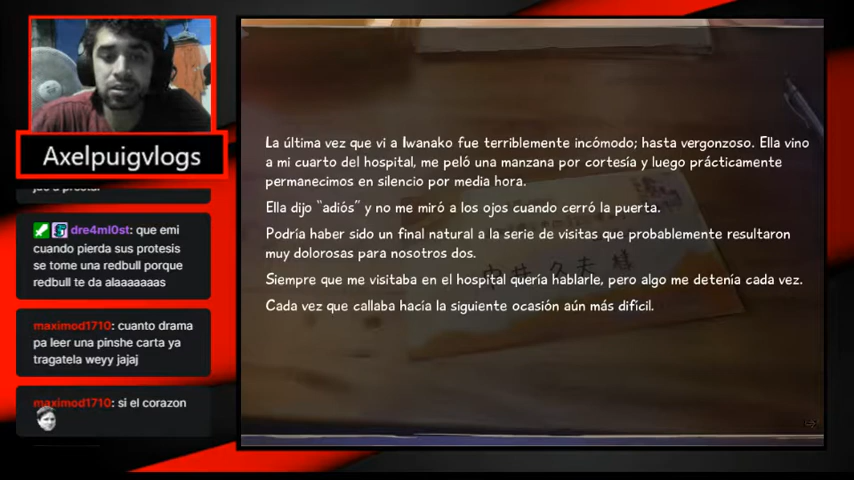 Axelpuigvlogs
dre4ml0st: que emi
cuando pierda sus protesis
se tome una redbull porque
redbull te da alaaaaaaas
maximod1710: cuanto drama
pa leer una pinshe carta ya
tragatela weyy jajaj
maximod1710: si el corazon
La última vez que vi a Iwanako fue terriblemente incómodo; hasta vergonzoso. Ella vino
a mi cuarto del hospital, me peló una manzana por cortesía y luego prácticamente
permanecimos en silencio por media hora.
Ella dijo “adiós” y no me miró a los ojos cuando cerró la puerta.
Podría haber sido un final natural a la serie de visitas que probablemente resultaron
muy dolorosas para nosotros dos.
Siempre que me visitaba en el hospital quería hablarle, pero algo me detenía cada vez.
Cada vez que callaba hacía la siguiente ocasión aún más difícil.
中井久夫様